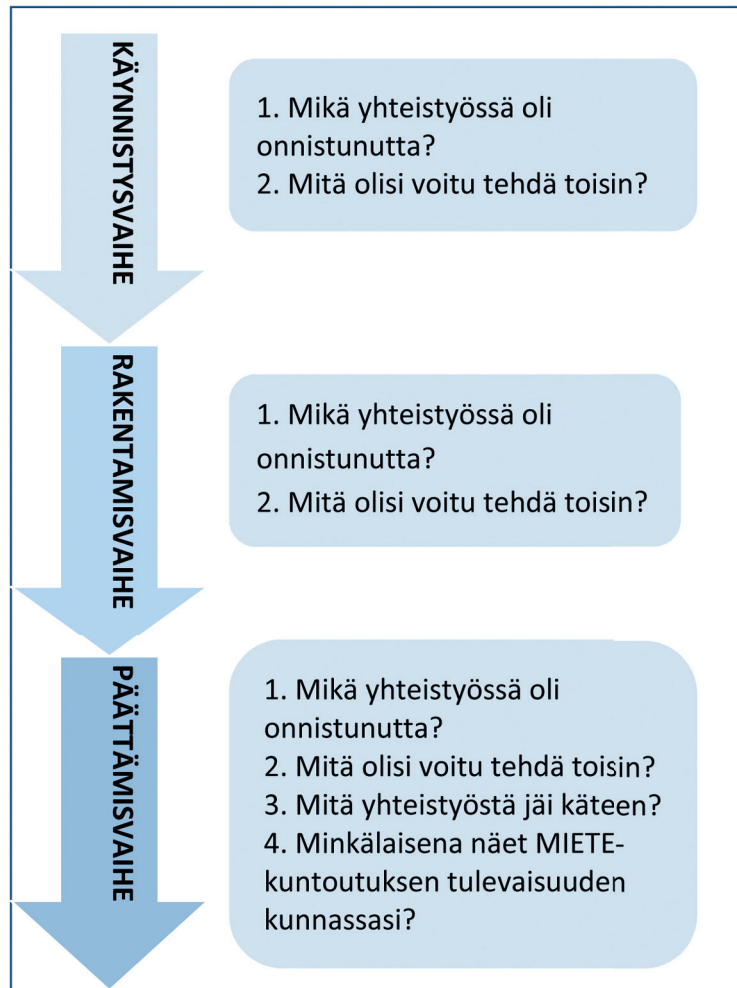 KÄYNNISTYSVAIHE
1. Mikä yhteistyössä oli
onnistunutta?
2. Mitä olisi voitu tehdä toisin?
RAKENTAMISVAIHE
1. Mikä yhteistyössä oli
onnistunutta?
2. Mitä olisi voitu tehdä toisin?
PÄÄTTÄMISVAIHE
1. Mikä yhteistyössä oli
onnistunutta?
2. Mitä olisi voitu tehdä toisin?
3. Mitä yhteistyöstä jäi käteen?
4. Minkälaisena näet MIETE-
kuntoutuksen tulevaisuuden
kunnassasi?